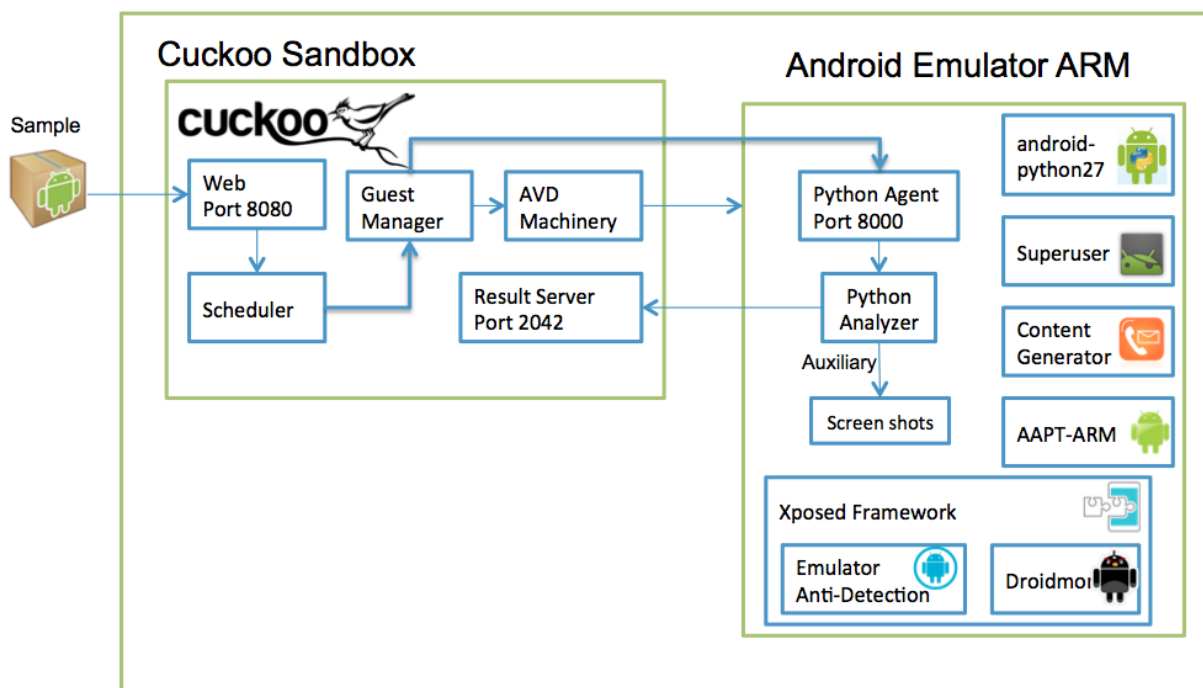 Cuckoo Sandbox
Android Emulator ARM
Sample
cuckoo
Web
Port 8080
Guest
Manager
AVD
Machinery
Scheduler
Result Server
Port 2042
Python Agent
Port 8000
Python
Analyzer
Auxiliary
Screen shots
android-
python27
Superuser
Content
Generator
AAPT-ARM
Xposed Framework
Emulator
Anti-Detection